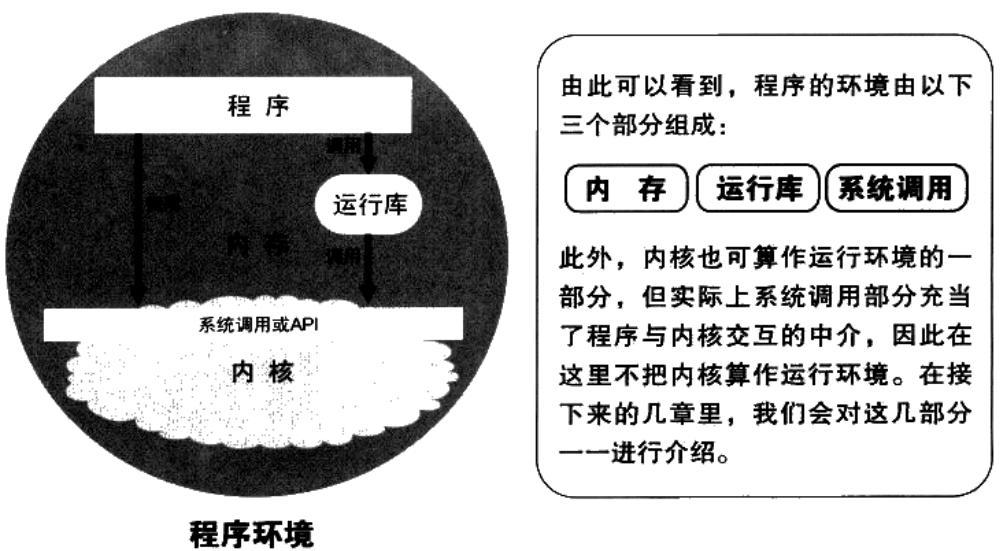 程序
调用
运行库
内存
调用
系统调用或API
内核
程序环境
由此可以看到，程序的环境由以下
三个部分组成：
内存 运行库 系统调用
此外，内核也可算作运行环境的一
部分，但实际上系统调用部分充当
了程序与内核交互的中介，因此在
这里不把内核算作运行环境。在接
下来的几章里，我们会对这几部分
一一进行介绍。